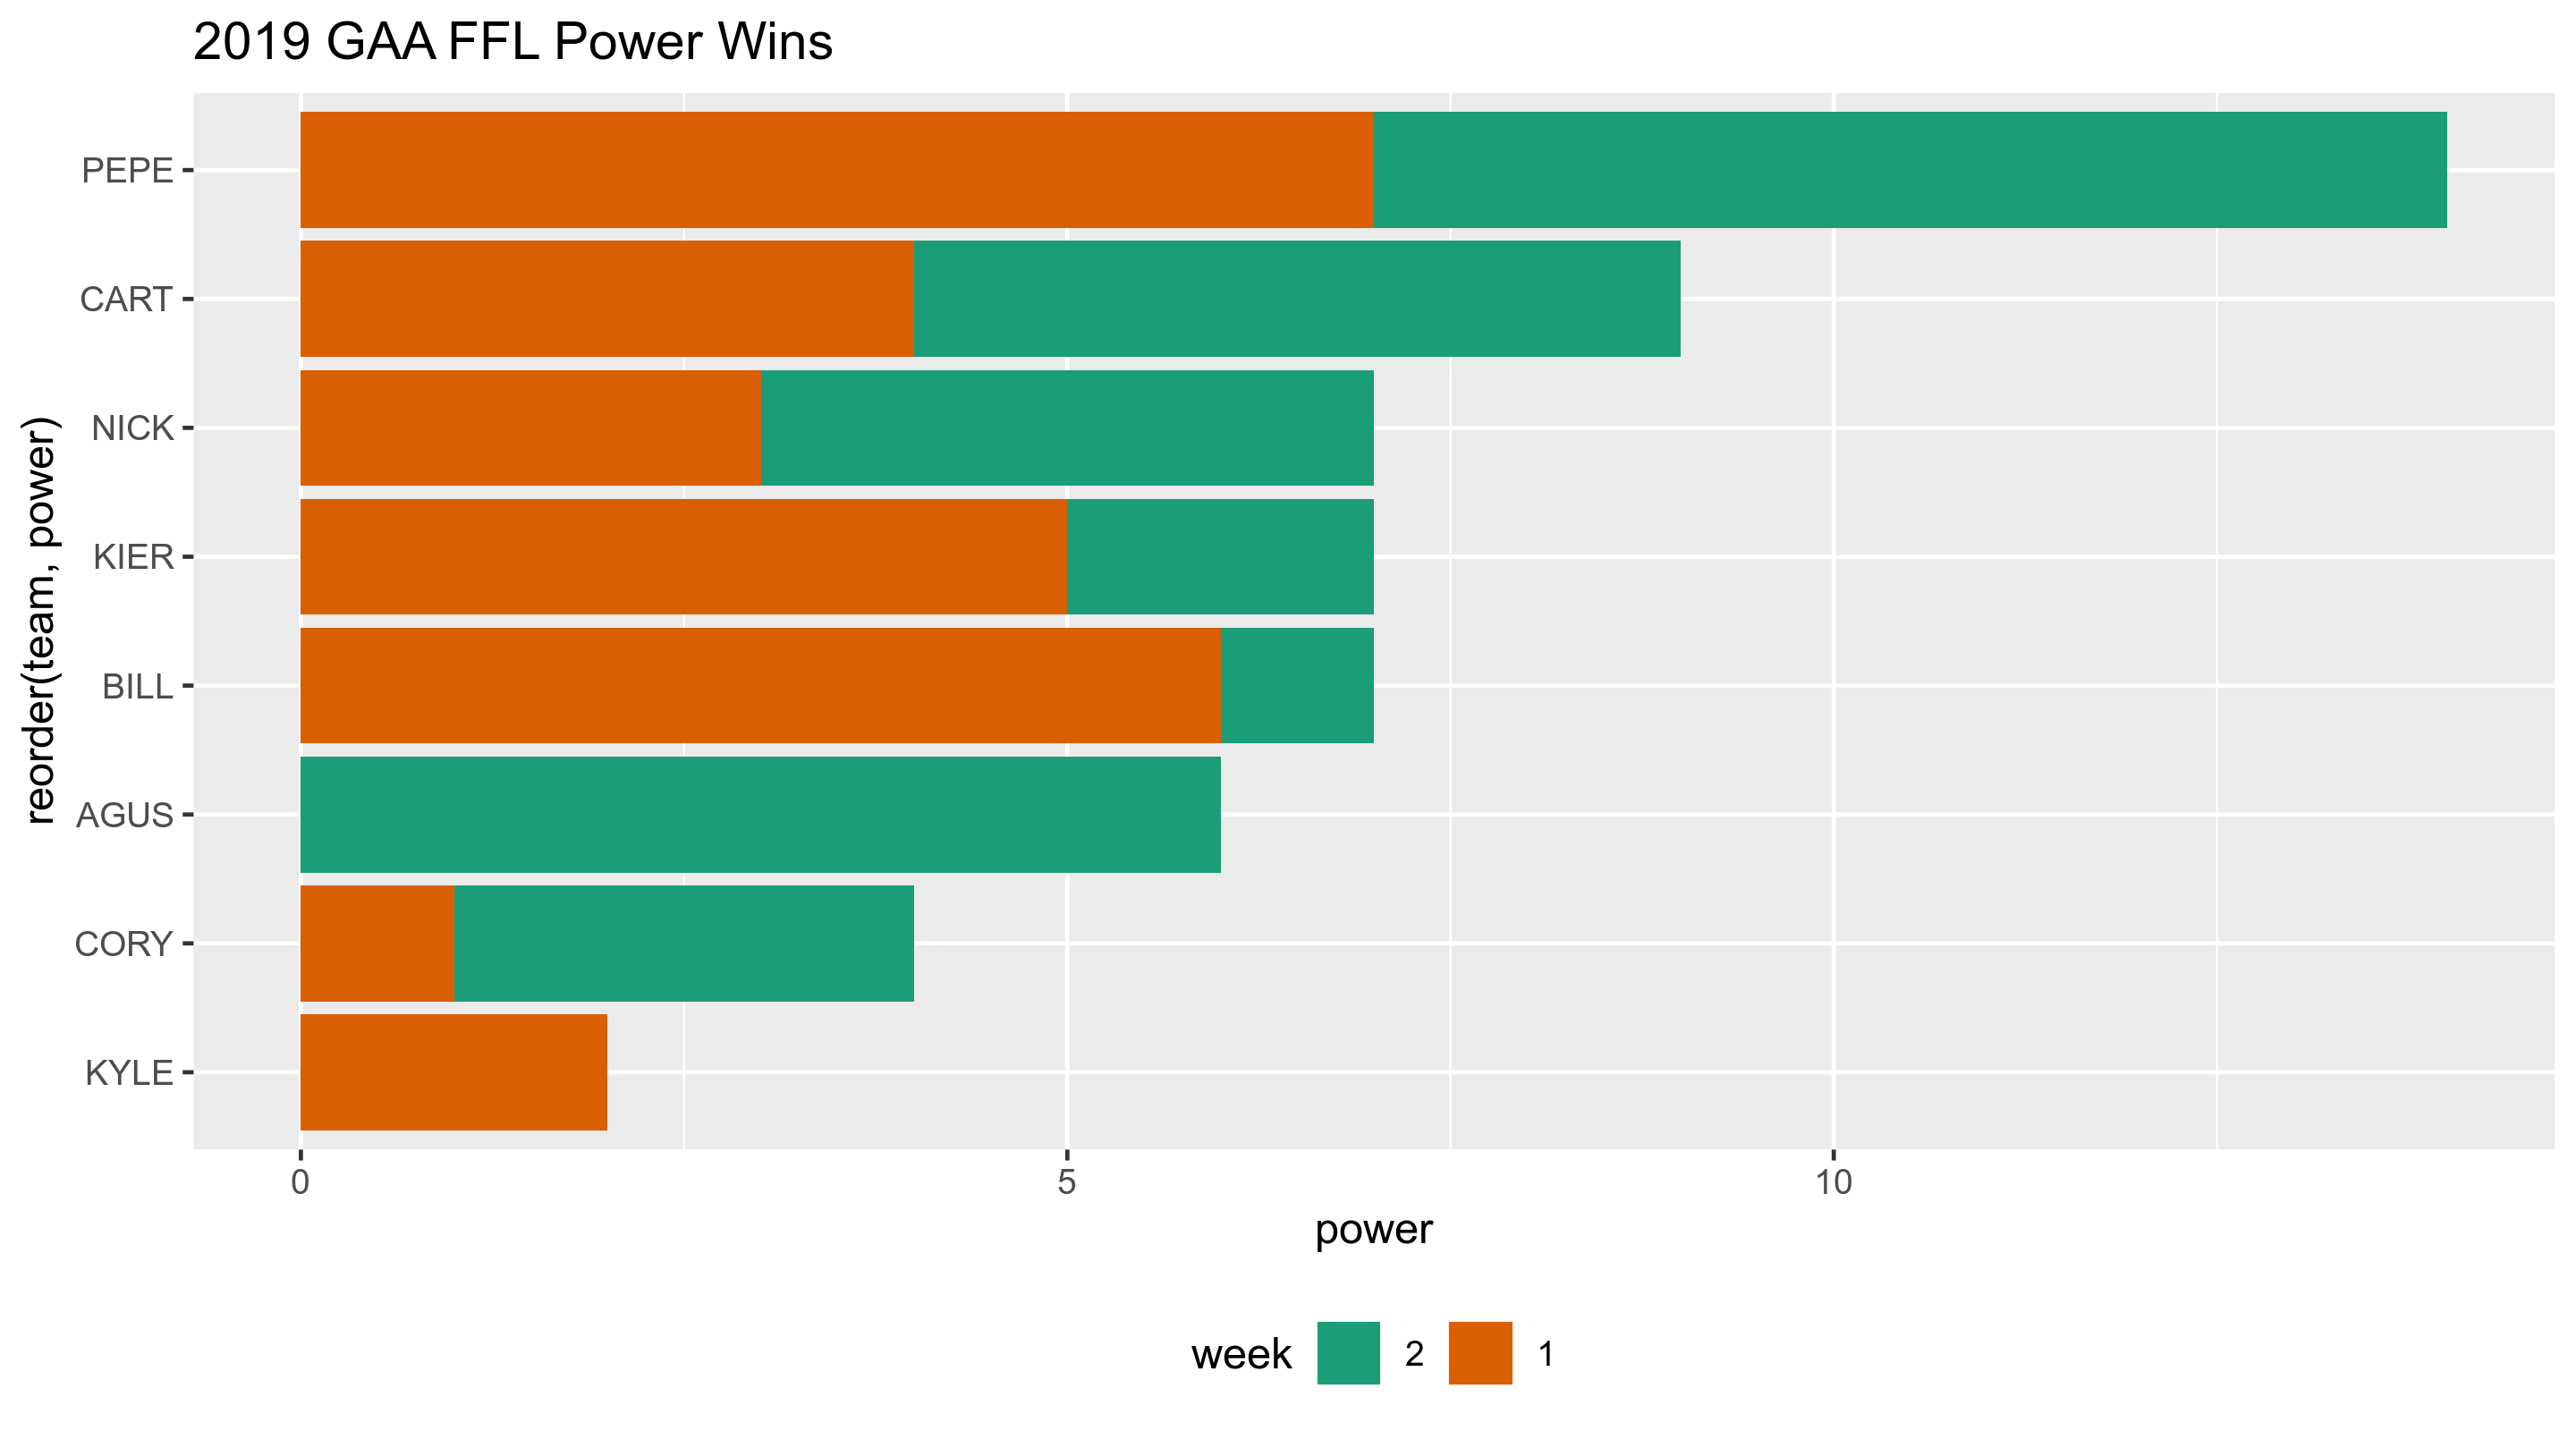 2019 GAA FFL Power Wins
reorder(team, power)
PEPE
CART
NICK
KIER
BILL
AGUS
CORY
KYLE
0 5 10
power
week 2 1